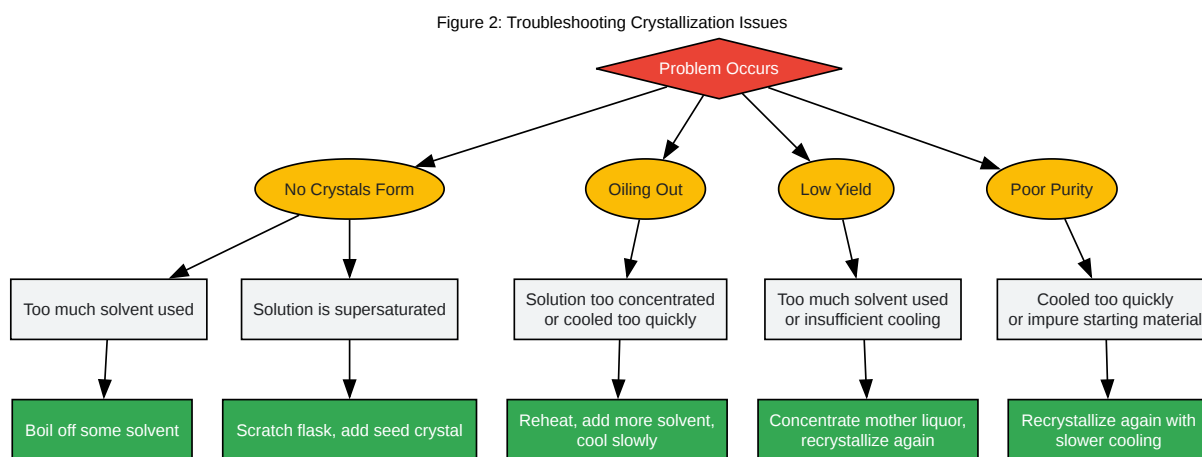 Figure 2: Troubleshooting Crystallization Issues
Problem Occurs
No Crystals Form
Oiling Out
Low Yield
Poor Purity
Too much solvent used
Solution is supersaturated
Solution too concentrated
or cooled too quickly
Too much solvent used
or insufficient cooling
Cooled too quickly
or impure starting material
Boil off some solvent
Scratch flask, add seed crystal
Reheat, add more solvent,
cool slowly
Concentrate mother liquor,
recrystallize again
Recrystallize again with
slower cooling